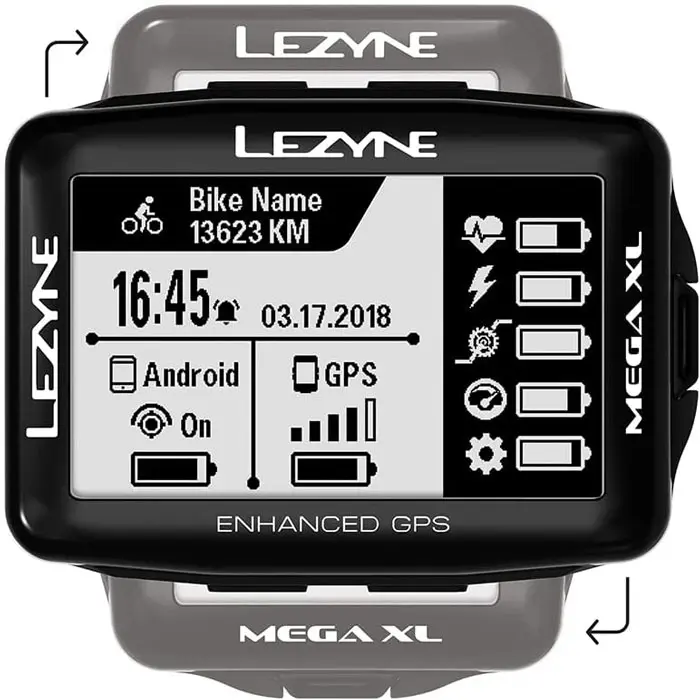 LEZYNE
LEZYNE
Bike Name
13623 KM
16:45
03.17.2018
Android
GPS
On
LEZYNE
MEGA XL
ENHANCED GPS
MEGA XL